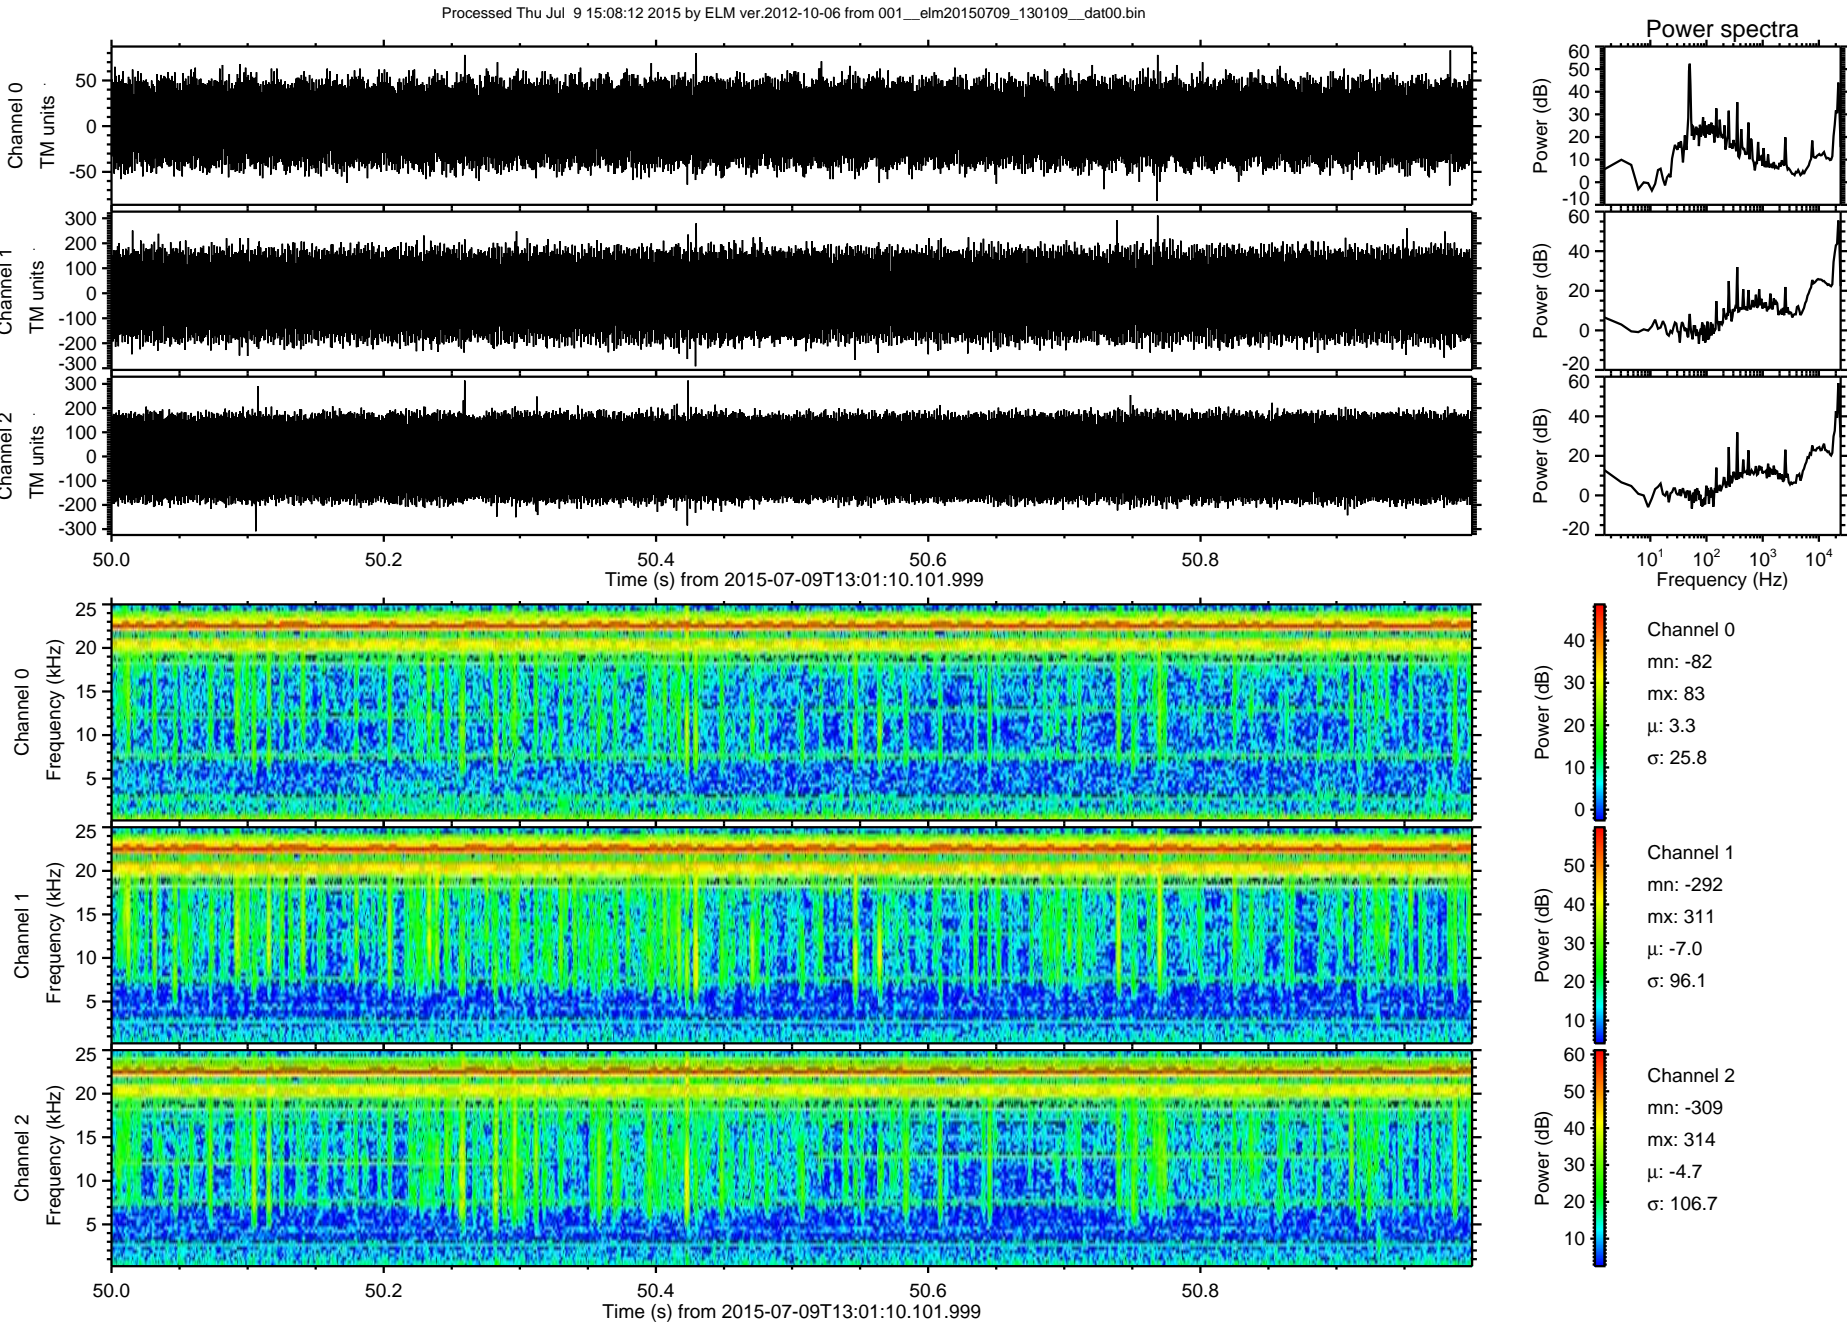 Processed Thu Jul 9 15:08:12 2015 by ELM ver.2012-10-06 from 001__elm20150709_130109__dat00.bin
Power spectra
Channel 0
TM units
50
0
-50
Power (dB)
60
50
40
30
20
10
0
-10
Channel 1
TM units
300
200
100
0
-100
-200
-300
Power (dB)
60
40
20
0
-20
Channel 2
TM units
300
200
100
0
-100
-200
-300
Power (dB)
60
40
20
0
-20
50.0 50.2 50.4 50.6 50.8
Time (s) from 2015-07-09T13:01:10.101.999
10¹ 10² 10³ 10⁴
Frequency (Hz)
Channel 0
Frequency (kHz)
25
20
15
10
5
Power (dB)
40
30
20
10
0
Channel 0
mn: -82
mx: 83
μ: 3.3
σ: 25.8
Channel 1
Frequency (kHz)
25
20
15
10
5
Power (dB)
50
40
30
20
10
Channel 1
mn: -292
mx: 311
μ: -7.0
σ: 96.1
Channel 2
Frequency (kHz)
25
20
15
10
5
Power (dB)
60
50
40
30
20
10
Channel 2
mn: -309
mx: 314
μ: -4.7
σ: 106.7
50.0 50.2 50.4 50.6 50.8
Time (s) from 2015-07-09T13:01:10.101.999